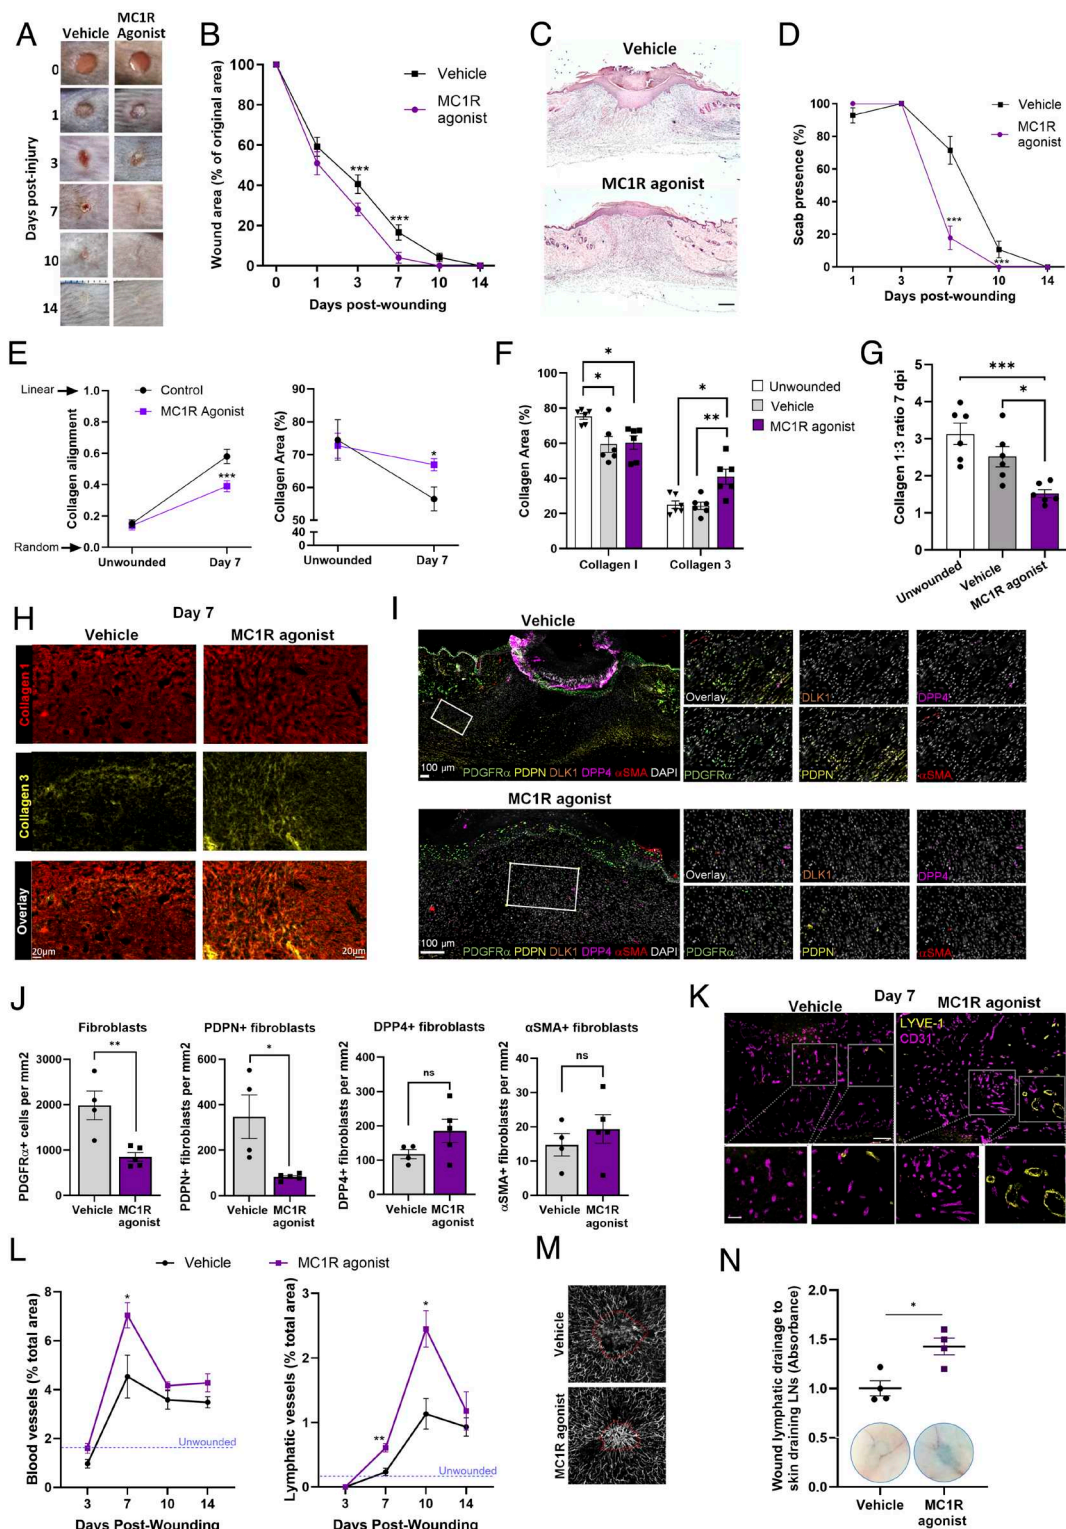 A
Vehicle
MC1R
Agonist
Days post-injury
0
1
3
7
10
14
B
Wound area (% of original area)
100
80
60
40
20
0
Vehicle
MC1R
agonist
***
***
0
1
3
7
10
14
Days post-wounding
C
Vehicle
MC1R agonist
D
Scab presence (%)
100
80
60
40
20
0
Vehicle
MC1R
agonist
***
***
1
3
7
10
14
Days post-wounding
E
Linear
Random
Collagen alignment
1.0
0.8
0.6
0.4
0.2
0.0
Control
MC1R Agonist
***
Unwounded
Day 7
Collagen Area (%)
90
80
70
60
50
40
20
0
*
Unwounded
Day 7
F
Collagen Area (%)
100
80
60
40
20
0
*
*
*
**
Unwounded
Vehicle
MC1R agonist
Collagen I
Collagen 3
G
Collagen 1:3 ratio 7 dpi
5
4
3
2
1
0
***
*
Unwounded
Vehicle
MC1R agonist
H
Day 7
Vehicle
MC1R agonist
Collagen 1
Collagen 3
Overlay
20µm
20µm
I
Vehicle
100 µm
PDGFRα PDPN DLK1 DPP4 αSMA DAPI
Overlay
DLK1
DPP4
PDGFRα
PDPN
αSMA
MC1R agonist
100 µm
PDGFRα PDPN DLK1 DPP4 αSMA DAPI
Overlay
DLK1
DPP4
PDGFRα
PDPN
αSMA
J
Fibroblasts
PDGFRα+ cells per mm2
3000
2000
1000
0
**
Vehicle
MC1R
agonist
PDPN+ fibroblasts
PDPN+ fibroblasts per mm2
600
400
200
0
*
Vehicle
MC1R
agonist
DPP4+ fibroblasts
DPP4+ fibroblasts per mm2
400
300
200
100
0
ns
Vehicle
MC1R
agonist
αSMA+ fibroblasts
αSMA+ fibroblasts per mm2
50
40
30
20
10
0
ns
Vehicle
MC1R
agonist
K
Day 7
Vehicle
MC1R agonist
LYVE-1
CD31
L
Vehicle
MC1R agonist
Blood vessels (% total area)
8
6
4
2
0
*
Unwounded
3
7
10
14
Days Post-Wounding
Lymphatic vessels (% total area)
3
2
1
0
**
*
Unwounded
3
7
10
14
Days Post-Wounding
M
Vehicle
MC1R agonist
N
Wound lymphatic drainage to
skin draining LNs (Absorbance)
2.0
1.5
1.0
0.5
0.0
*
Vehicle
MC1R
agonist